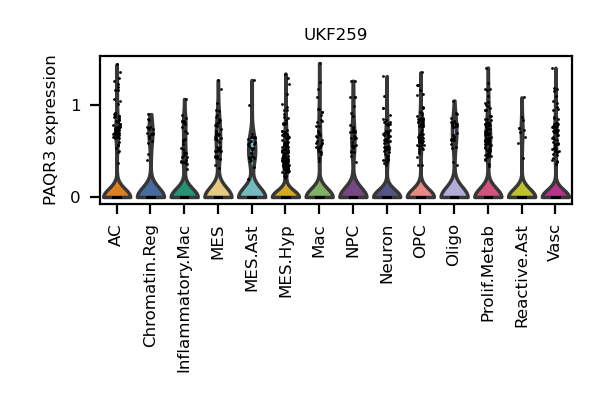 UKF259
PAQR3 expression
1
0
AC
Chromatin.Reg
Inflammatory.Mac
MES
MES.Ast
MES.Hyp
Mac
NPC
Neuron
OPC
Oligo
Prolif.Metab
Reactive.Ast
Vasc